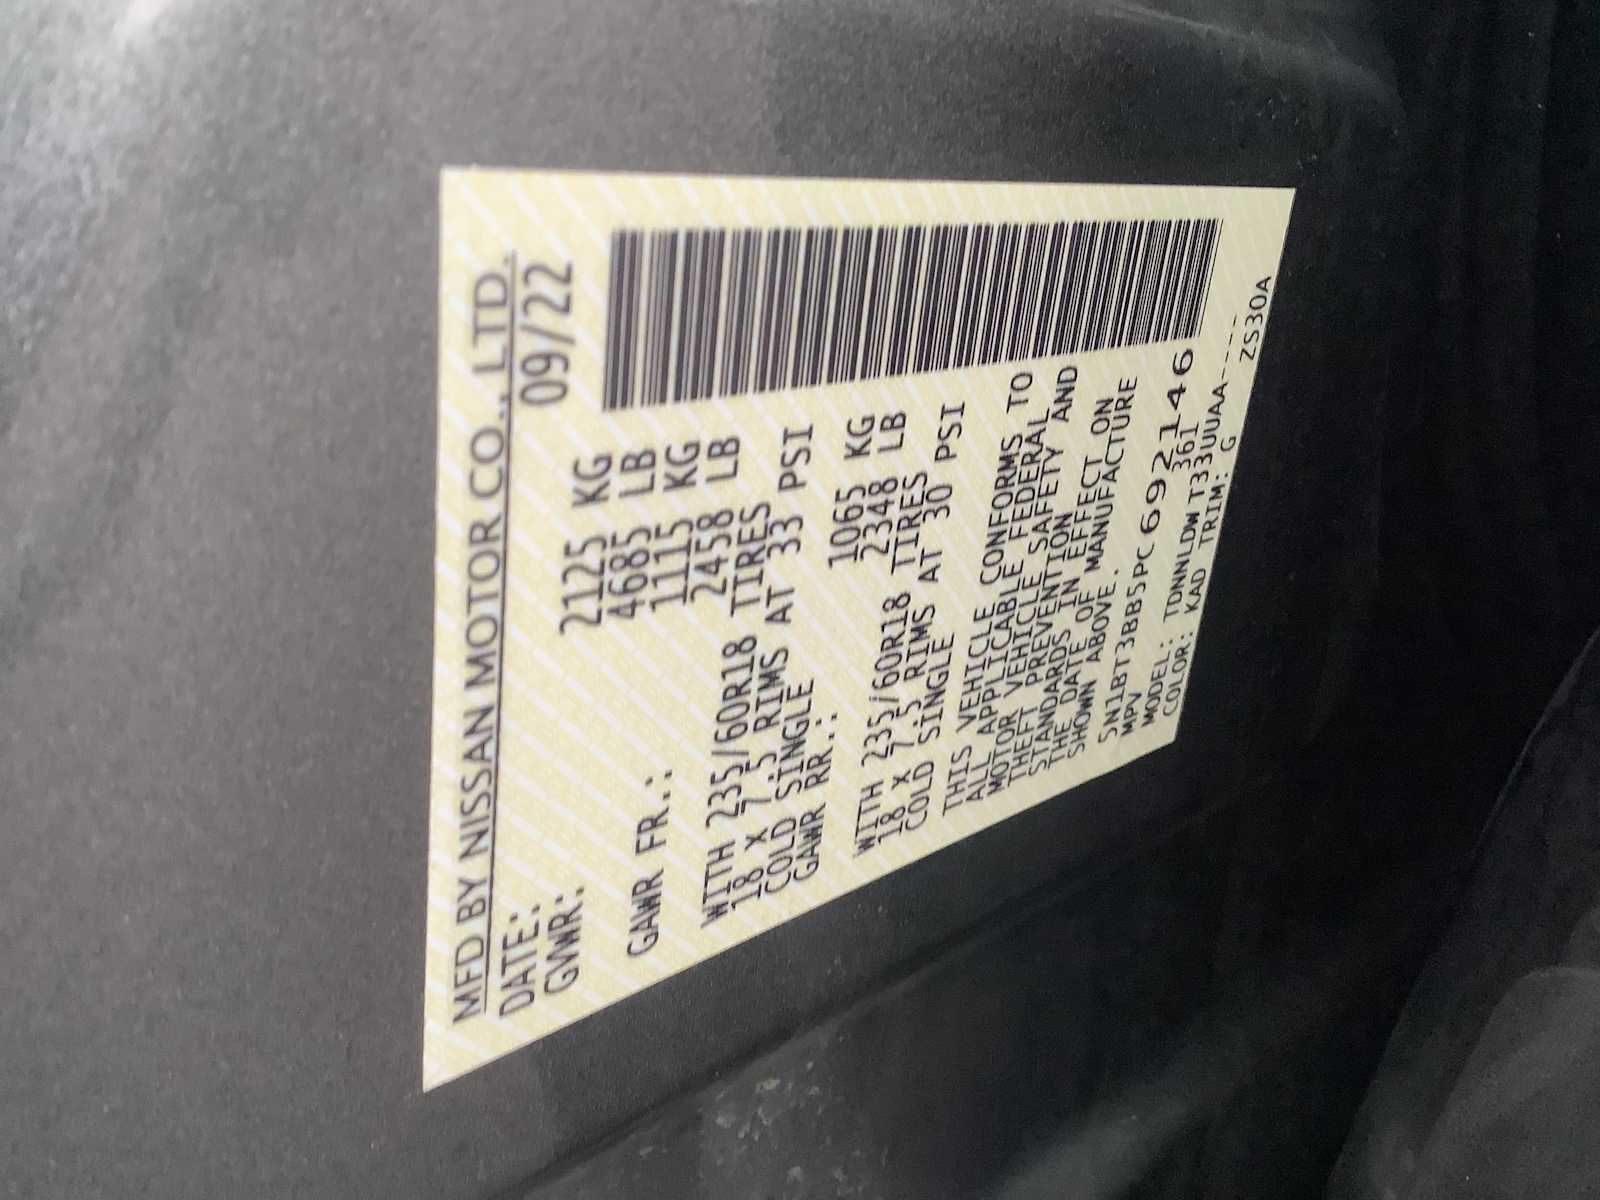 MFD BY NISSAN MOTOR CO., LTD.
DATE: 09/22
GVWR: 2125 KG
4685 LB
GAWR FR.: 1115 KG
2458 LB
WITH 235/60R18 TIRES
18 x 7.5 RIMS AT 33 PSI
COLD SINGLE
GAWR RR.: 1065 KG
2348 LB
WITH 235/60R18 TIRES
18 x 7.5 RIMS AT 30 PSI
COLD SINGLE
THIS VEHICLE CONFORMS TO
ALL APPLICABLE FEDERAL
MOTOR VEHICLE SAFETY AND
THEFT PREVENTION
STANDARDS IN EFFECT ON
THE DATE OF MANUFACTURE
SHOWN ABOVE.
5N1BT3BB5PC692146
MPV 361
MODEL: TONNLDWT33UUAA----
COLOR: KAD TRIM: G
ZS30A